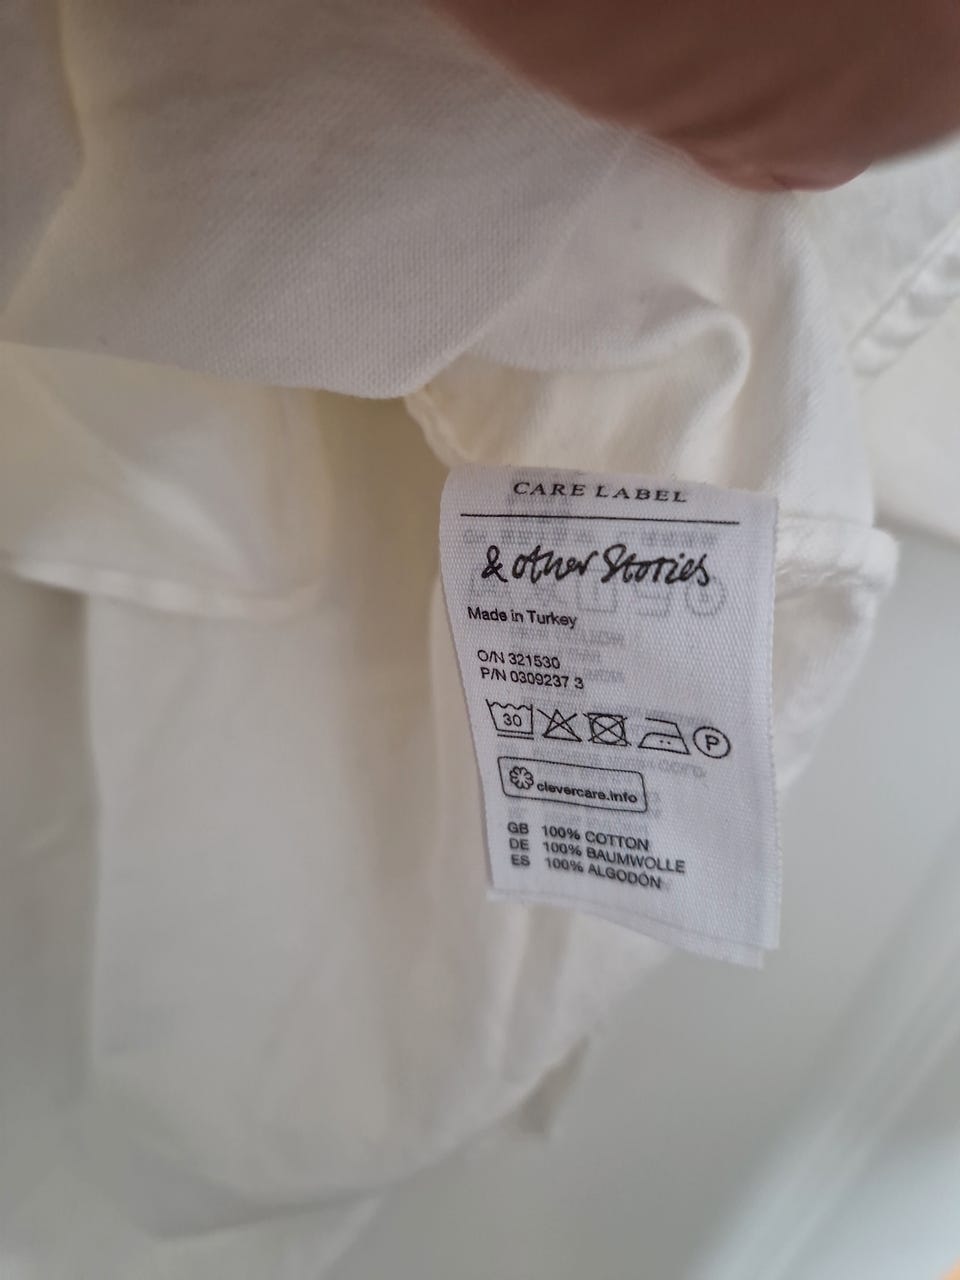 CARE LABEL
& other Stories
Made in Turkey
O/N 321530
P/N 0309237 3
30 P
clevercare.info
GB 100% COTTON
DE 100% BAUMWOLLE
ES 100% ALGODÓN